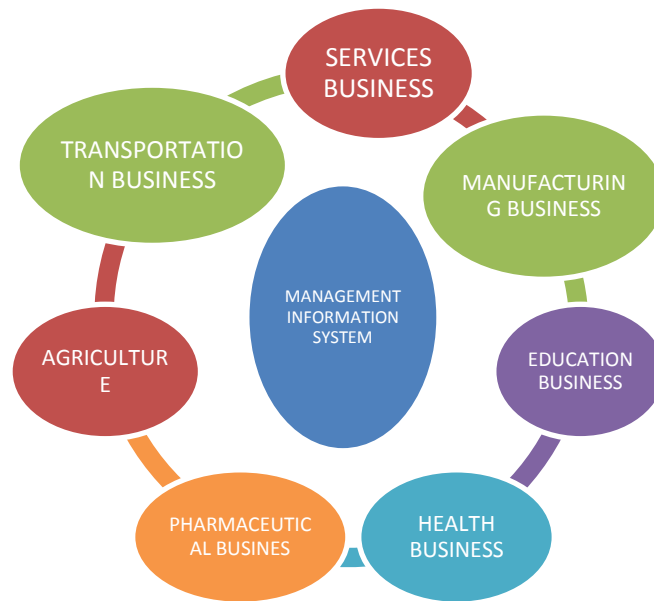 SERVICES
BUSINESS
TRANSPORTATIO
N BUSINESS
MANUFACTURIN
G BUSINESS
MANAGEMENT
INFORMATION
SYSTEM
AGRICULTUR
E
EDUCATION
BUSINESS
PHARMACEUTIC
AL BUSINES
HEALTH
BUSINESS